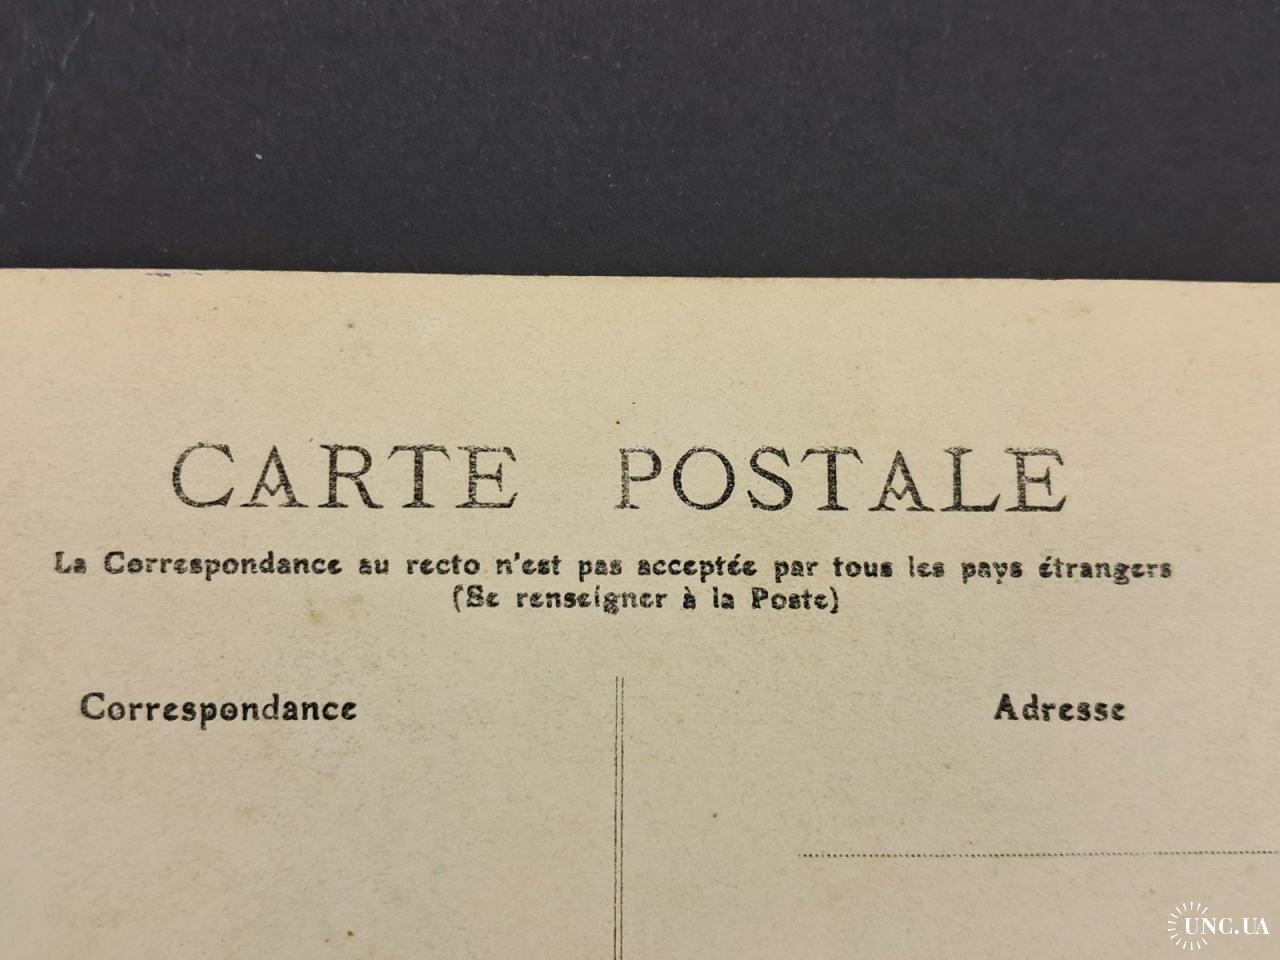 CARTE POSTALE
La Correspondance au recto n'est pas acceptée par tous les pays étrangers
(Se renseigner à la Poste)
Correspondance
Adresse
UNC.UA